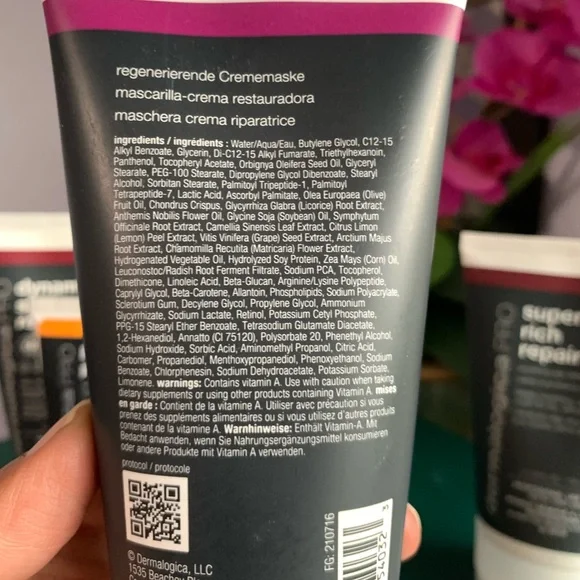 regenerierende Crememaske
mascarilla-crema restauradora
maschera crema riparatrice
ingredients / ingrédients : Water/Aqua/Eau, Butylene Glycol, C12-15
Alkyl Benzoate, Glycerin, Di-C12-15 Alkyl Fumarate, Triethylhexanoin,
Panthenol, Tocopheryl Acetate, Orbignya Oleifera Seed Oil, Glyceryl
Stearate, PEG-100 Stearate, Dipropylene Glycol Dibenzoate, Stearyl
Alcohol, Sorbitan Stearate, Palmitoyl Tripeptide-1, Palmitoyl
Tetrapeptide-7, Lactic Acid, Ascorbyl Palmitate, Olea Europaea (Olive)
Fruit Oil, Chondrus Crispus, Glycyrrhiza Glabra (Licorice) Root Extract,
Anthemis Nobilis Flower Oil, Glycine Soja (Soybean) Oil, Symphytum
Officinale Root Extract, Camellia Sinensis Leaf Extract, Citrus Limon
(Lemon) Peel Extract, Vitis Vinifera (Grape) Seed Extract, Arctium Majus
Root Extract, Chamomilla Recutita (Matricaria) Flower Extract,
Hydrogenated Vegetable Oil, Hydrolyzed Soy Protein, Zea Mays (Corn) Oil,
Leuconostoc/Radish Root Ferment Filtrate, Sodium PCA, Tocopherol,
Dimethicone, Linoleic Acid, Beta-Glucan, Arginine/Lysine Polypeptide,
Caprylyl Glycol, Beta-Carotene, Allantoin, Phospholipids, Sodium Polyacrylate,
Sclerotium Gum, Decylene Glycol, Propylene Glycol, Ammonium
Glycyrrhizate, Sodium Lactate, Retinol, Potassium Cetyl Phosphate,
PPG-15 Stearyl Ether Benzoate, Tetrasodium Glutamate Diacetate,
1,2-Hexanediol, Annatto (CI 75120), Polysorbate 20, Phenethyl Alcohol,
Sodium Hydroxide, Sorbic Acid, Aminomethyl Propanol, Citric Acid,
Carbomer, Propanediol, Menthoxypropanediol, Phenoxyethanol, Sodium
Benzoate, Chlorphenesin, Sodium Dehydroacetate, Potassium Sorbate,
Limonene. warnings: Contains vitamin A. Use with caution when taking
dietary supplements or using other products containing Vitamin A. mises
en garde : Contient de la vitamine A. Utiliser avec précaution si vous
prenez des suppléments alimentaires ou si vous utilisez d'autres produits
contenant de la vitamine A. Warnhinweise: Enthält Vitamin A. Mit
Bedacht anwenden, wenn Sie Nahrungsergänzungsmittel konsumieren
oder andere Produkte mit Vitamin A verwenden.
protocol / protocole
© Dermalogica, LLC
1535 Beachey
FG: 210716
54032 3
dynam
super
rich
repair